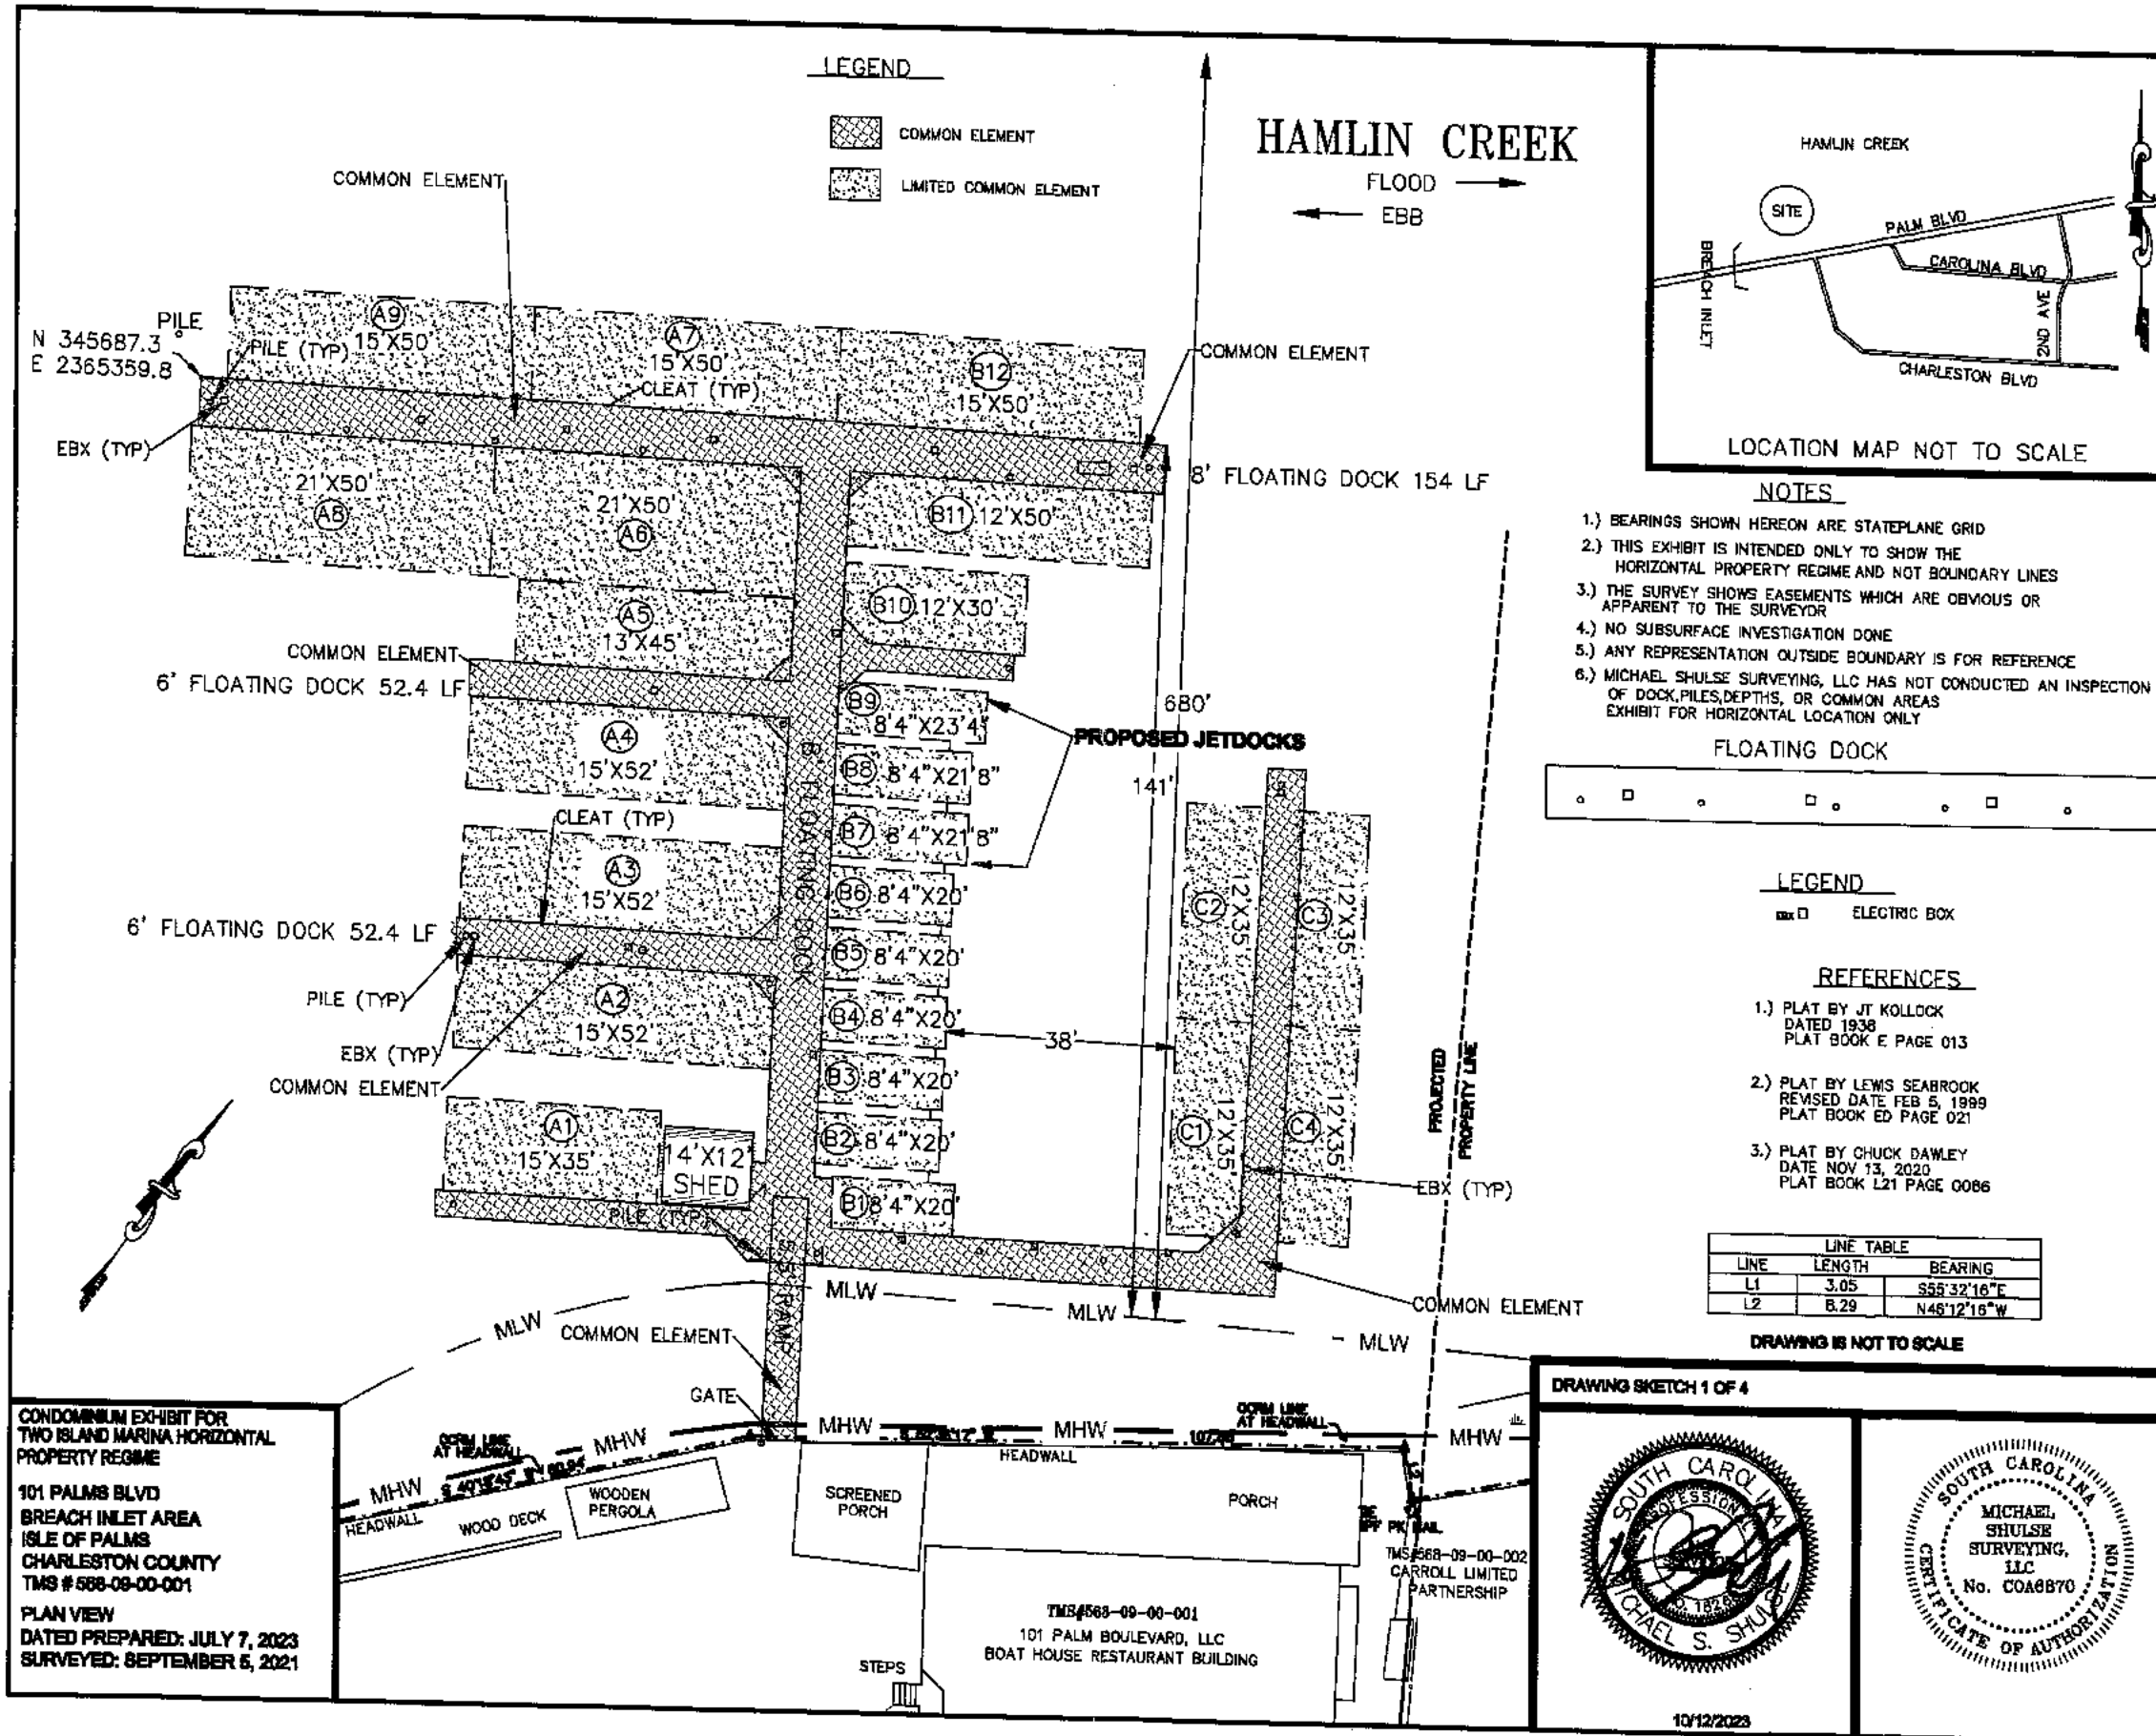 LEGEND
COMMON ELEMENT
LIMITED COMMON ELEMENT
HAMLIN CREEK
FLOOD
EBB
COMMON ELEMENT
PILE
N 345687.3
E 2365359.8
PILE (TYP)
A9
15'X50'
A7
15'X50'
CLEAT (TYP)
B12
15'X50'
COMMON ELEMENT
EBX (TYP)
8' FLOATING DOCK 154 LF
21'X50'
A8
21'X50'
A6
B11 12'X50'
A5
13'X45'
B10 12'X30'
COMMON ELEMENT
6' FLOATING DOCK 52.4 LF
B9
8'4"X23'4"
680'
PROPOSED JETDOCKS
A4
15'X52'
B8 8'4"X21'8"
141'
CLEAT (TYP)
B7 8'4"X21'8"
FLOATING DOCK
A3
15'X52'
B6 8'4"X20'
C2
12'X35'
C3
12'X35'
6' FLOATING DOCK 52.4 LF
B5 8'4"X20'
PILE (TYP)
A2
15'X52
B4 8'4"X20'
38'
EBX (TYP)
COMMON ELEMENT
B3 8'4"X20'
PROJECTED
PROPERTY LINE
A1
15'X35'
14'X12'
SHED
B2 8'4"X20'
C1
12'X35'
C4
12'X35'
EBX (TYP)
B1 8'4"X20'
PILE (TYP)
RAMP
MLW
MLW
MLW
MLW
COMMON ELEMENT
COMMON ELEMENT
GATE
OCRM LINE
AT HEADWALL
MHW
MHW
MHW
MHW
OCRM LINE
AT HEADWALL
MHW
HEADWALL
HEADWALL
WOOD DECK
WOODEN
PERGOLA
SCREENED
PORCH
PORCH
L2
TMS#568-09-00-002
CARROLL LIMITED
PARTNERSHIP
TMS#568-09-00-001
101 PALM BOULEVARD, LLC
BOAT HOUSE RESTAURANT BUILDING
STEPS
HAMLIN CREEK
SITE
PALM BLVD
BREACH INLET
CAROLINA BLVD
2ND AVE
CHARLESTON BLVD
LOCATION MAP NOT TO SCALE
NOTES
1.) BEARINGS SHOWN HEREON ARE STATEPLANE GRID
2.) THIS EXHIBIT IS INTENDED ONLY TO SHOW THE
HORIZONTAL PROPERTY REGIME AND NOT BOUNDARY LINES
3.) THE SURVEY SHOWS EASEMENTS WHICH ARE OBVIOUS OR
APPARENT TO THE SURVEYOR
4.) NO SUBSURFACE INVESTIGATION DONE
5.) ANY REPRESENTATION OUTSIDE BOUNDARY IS FOR REFERENCE
6.) MICHAEL SHULSE SURVEYING, LLC HAS NOT CONDUCTED AN INSPECTION
OF DOCK,PILES,DEPTHS, OR COMMON AREAS
EXHIBIT FOR HORIZONTAL LOCATION ONLY
FLOATING DOCK
LEGEND
EBX ELECTRIC BOX
REFERENCES
1.) PLAT BY JT KOLLOCK
DATED 1938
PLAT BOOK E PAGE 013
2.) PLAT BY LEWIS SEABROOK
REVISED DATE FEB 5, 1999
PLAT BOOK ED PAGE 021
3.) PLAT BY CHUCK DAWLEY
DATE NOV 13, 2020
PLAT BOOK L21 PAGE 0086
LINE TABLE
LINE LENGTH BEARING
L1 3.05 S55°32'16"E
L2 8.29 N46°12'16"W
DRAWING IS NOT TO SCALE
DRAWING SKETCH 1 OF 4
SOUTH CAROLINA
PROFESSIONAL
MICHAEL S. SHULSE
10/12/2023
SOUTH CAROLINA
MICHAEL
SHULSE
SURVEYING,
LLC
CERTIFICATE OF AUTHORIZATION
CONDOMINIUM EXHIBIT FOR
TWO ISLAND MARINA HORIZONTAL
PROPERTY REGIME
101 PALMS BLVD
BREACH INLET AREA
ISLE OF PALMS
CHARLESTON COUNTY
TMS # 568-09-00-001
PLAN VIEW
DATED PREPARED: JULY 7, 2023
SURVEYED: SEPTEMBER 5, 2021